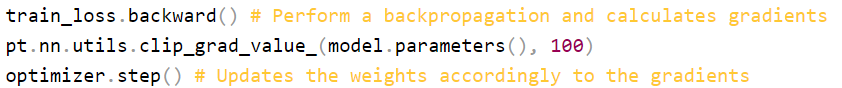 train_loss.backward() # Perform a backpropagation and calculates gradients
pt.nn.utils.clip_grad_value_(model.parameters(), 100)
optimizer.step() # Updates the weights accordingly to the gradients